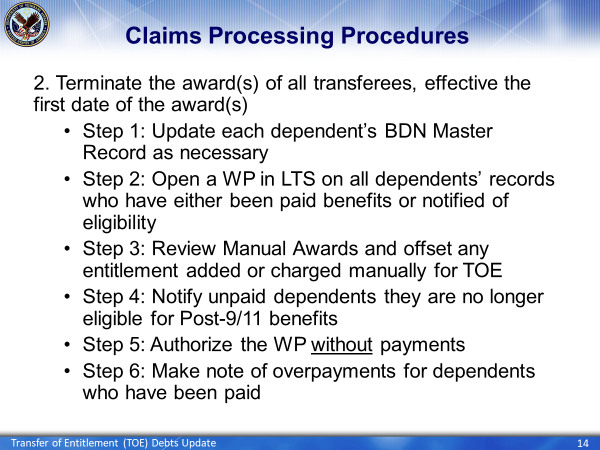 Claims Processing Procedures
2. Terminate the award(s) of all transferees, effective the
first date of the award(s)
• Step 1: Update each dependent’s BDN Master
Record as necessary
• Step 2: Open a WP in LTS on all dependents’ records
who have either been paid benefits or notified of
eligibility
• Step 3: Review Manual Awards and offset any
entitlement added or charged manually for TOE
• Step 4: Notify unpaid dependents they are no longer
eligible for Post-9/11 benefits
• Step 5: Authorize the WP without payments
• Step 6: Make note of overpayments for dependents
who have been paid
Transfer of Entitlement (TOE) Debts Update
14